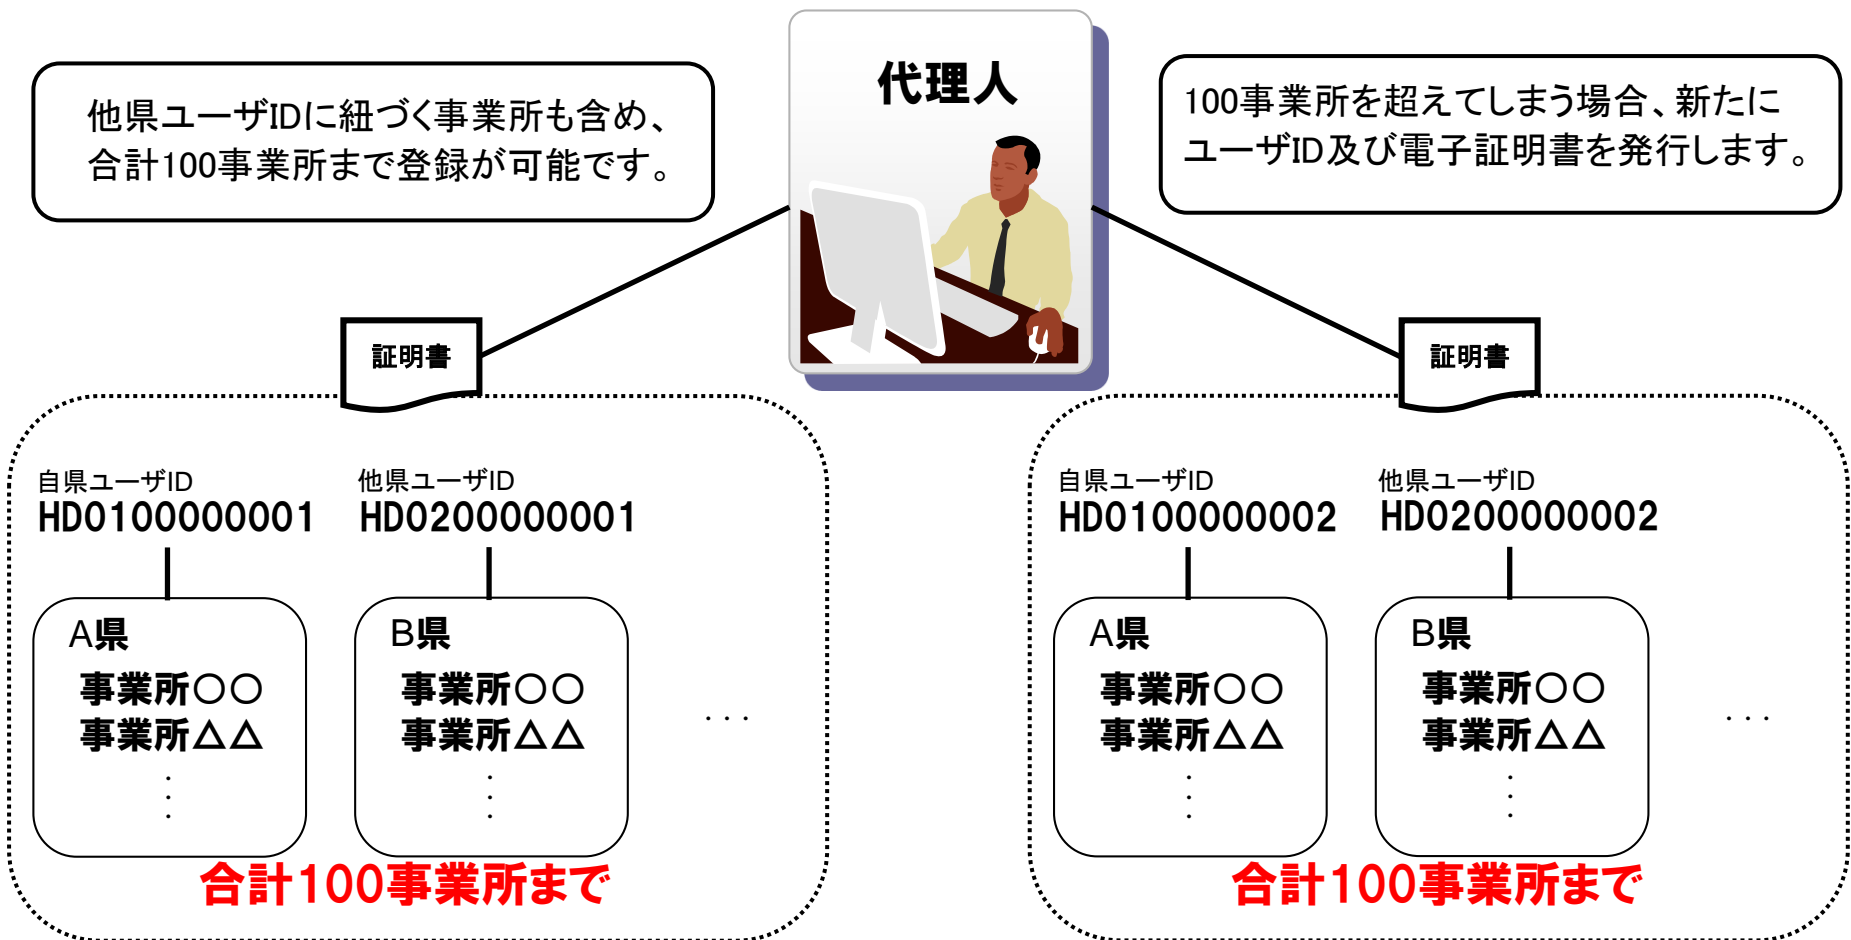 代理人
他県ユーザIDに紐づく事業所も含め、
合計100事業所まで登録が可能です。
100事業所を超えてしまう場合、新たに
ユーザID及び電子証明書を発行します。
証明書
証明書
自県ユーザID
HD0100000001
他県ユーザID
HD0200000001
A県
事業所○○
事業所△△
･･･
B県
事業所○○
事業所△△
･･･
･･･
合計100事業所まで
自県ユーザID
HD0100000002
他県ユーザID
HD0200000002
A県
事業所○○
事業所△△
･･･
B県
事業所○○
事業所△△
･･･
･･･
合計100事業所まで